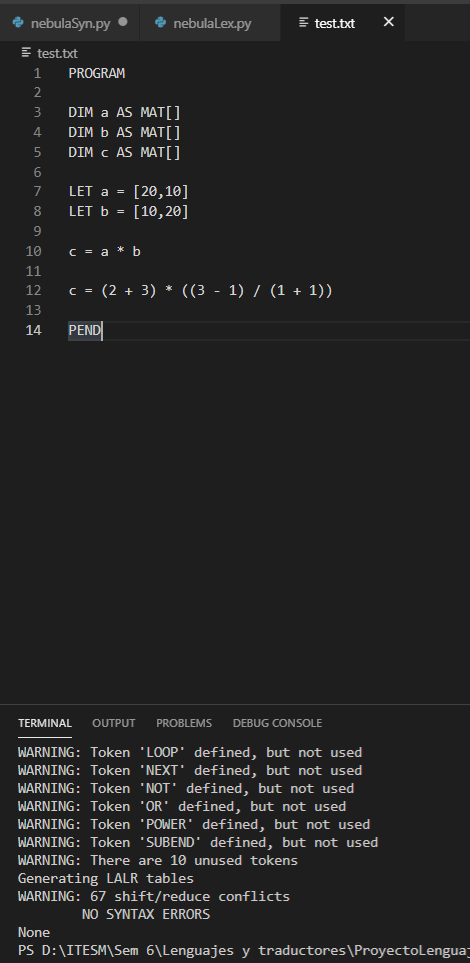 nebulaSyn.py nebulaLex.py test.txt
test.txt
1 PROGRAM
2
3 DIM a AS MAT[]
4 DIM b AS MAT[]
5 DIM c AS MAT[]
6
7 LET a = [20,10]
8 LET b = [10,20]
9
10 c = a * b
11
12 c = (2 + 3) * ((3 - 1) / (1 + 1))
13
14 PEND
TERMINAL OUTPUT PROBLEMS DEBUG CONSOLE
WARNING: Token 'LOOP' defined, but not used
WARNING: Token 'NEXT' defined, but not used
WARNING: Token 'NOT' defined, but not used
WARNING: Token 'OR' defined, but not used
WARNING: Token 'POWER' defined, but not used
WARNING: Token 'SUBEND' defined, but not used
WARNING: There are 10 unused tokens
Generating LALR tables
WARNING: 67 shift/reduce conflicts
NO SYNTAX ERRORS
None
PS D:\ITESM\Sem 6\Lenguajes y traductores\ProyectoLenguaj